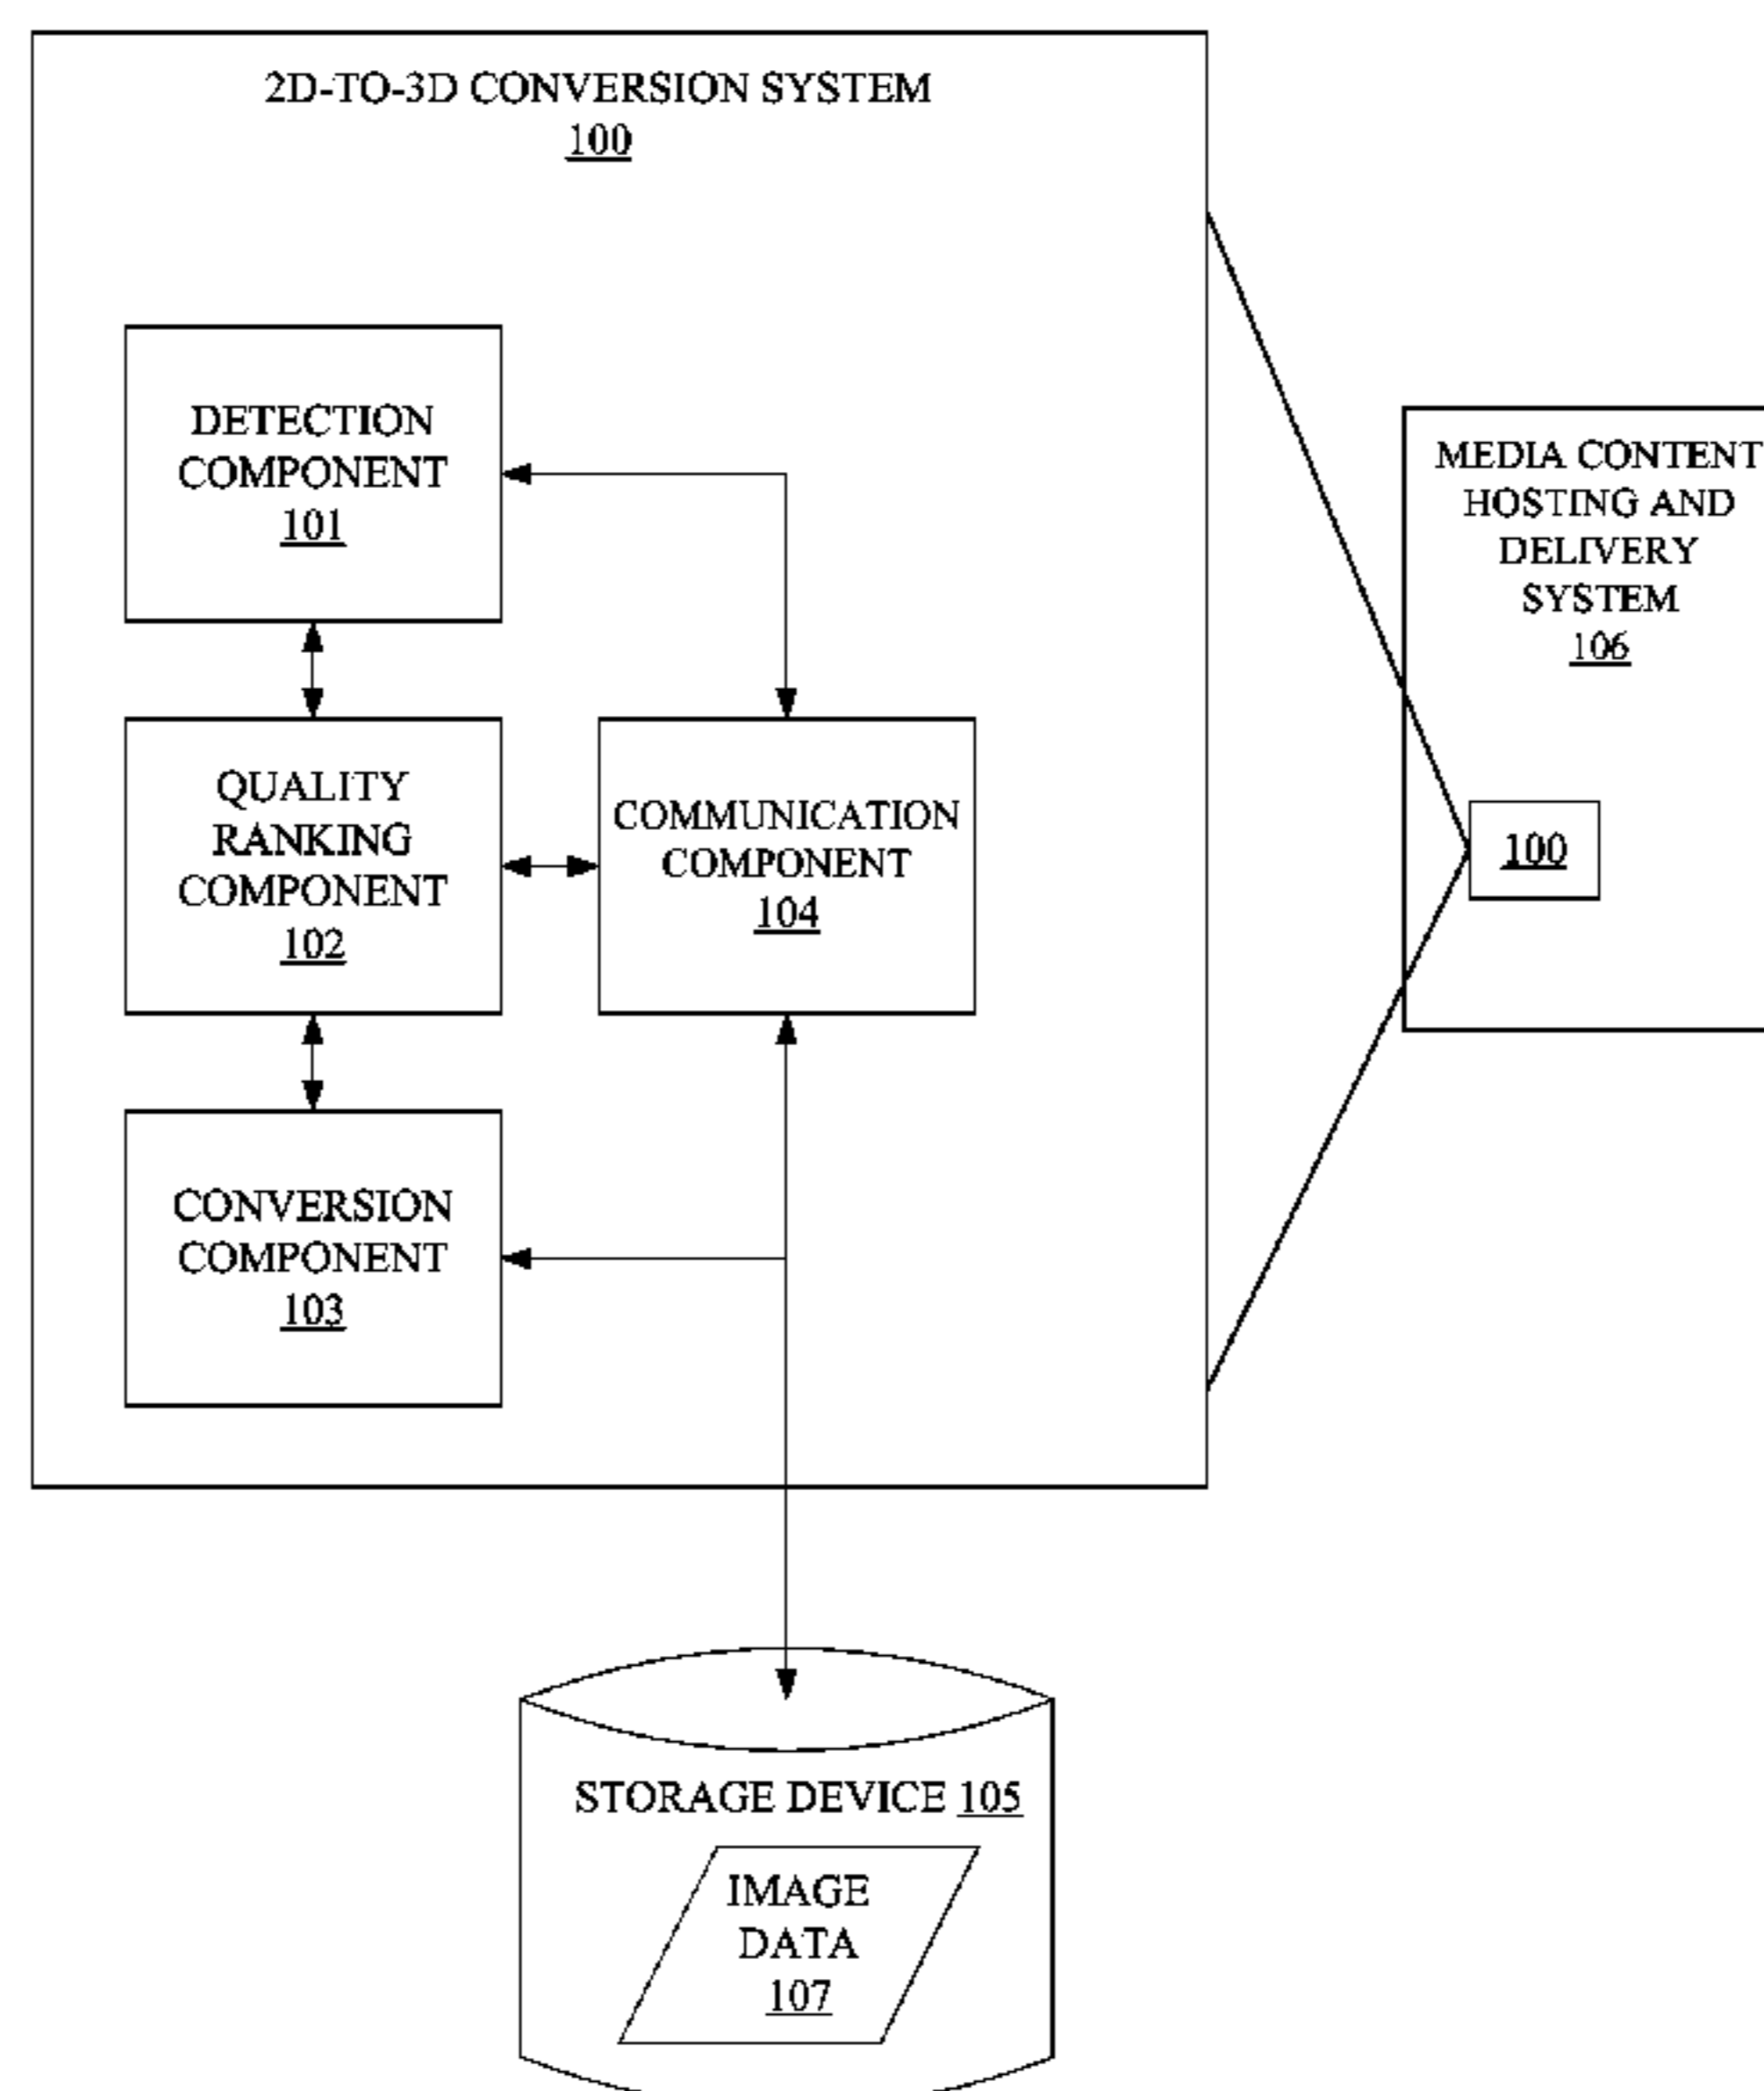 2D-TO-3D CONVERSION SYSTEM
100
DETECTION
COMPONENT
101
QUALITY
RANKING
COMPONENT
102
COMMUNICATION
COMPONENT
104
CONVERSION
COMPONENT
103
MEDIA CONTENT
HOSTING AND
DELIVERY
SYSTEM
106
100
STORAGE DEVICE 105
IMAGE
DATA
107